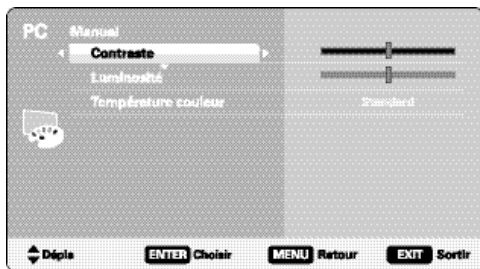 PC Manuel
Contraste
Luminosité
Température couleur Standard
Dépla ENTER Choisir MENU Retour EXIT Sortir